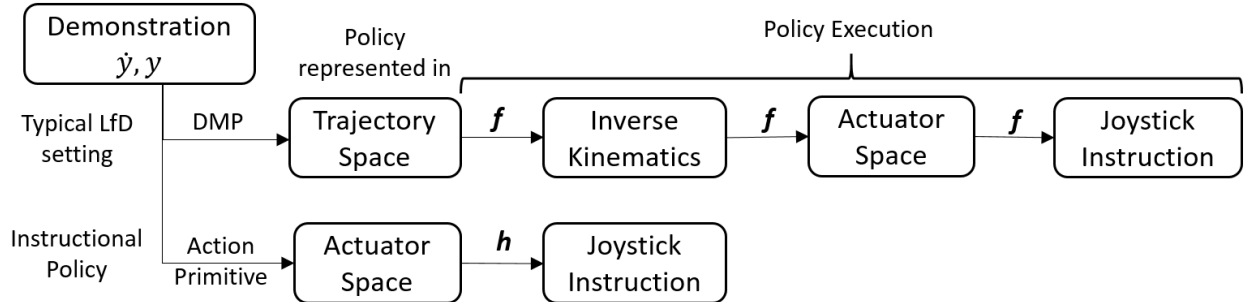 Demonstration
ẏ, y
Policy
represented in
Policy Execution
Typical LfD
setting
DMP
Trajectory
Space
f
Inverse
Kinematics
f
Actuator
Space
f
Joystick
Instruction
Instructional
Policy
Action
Primitive
Actuator
Space
h
Joystick
Instruction